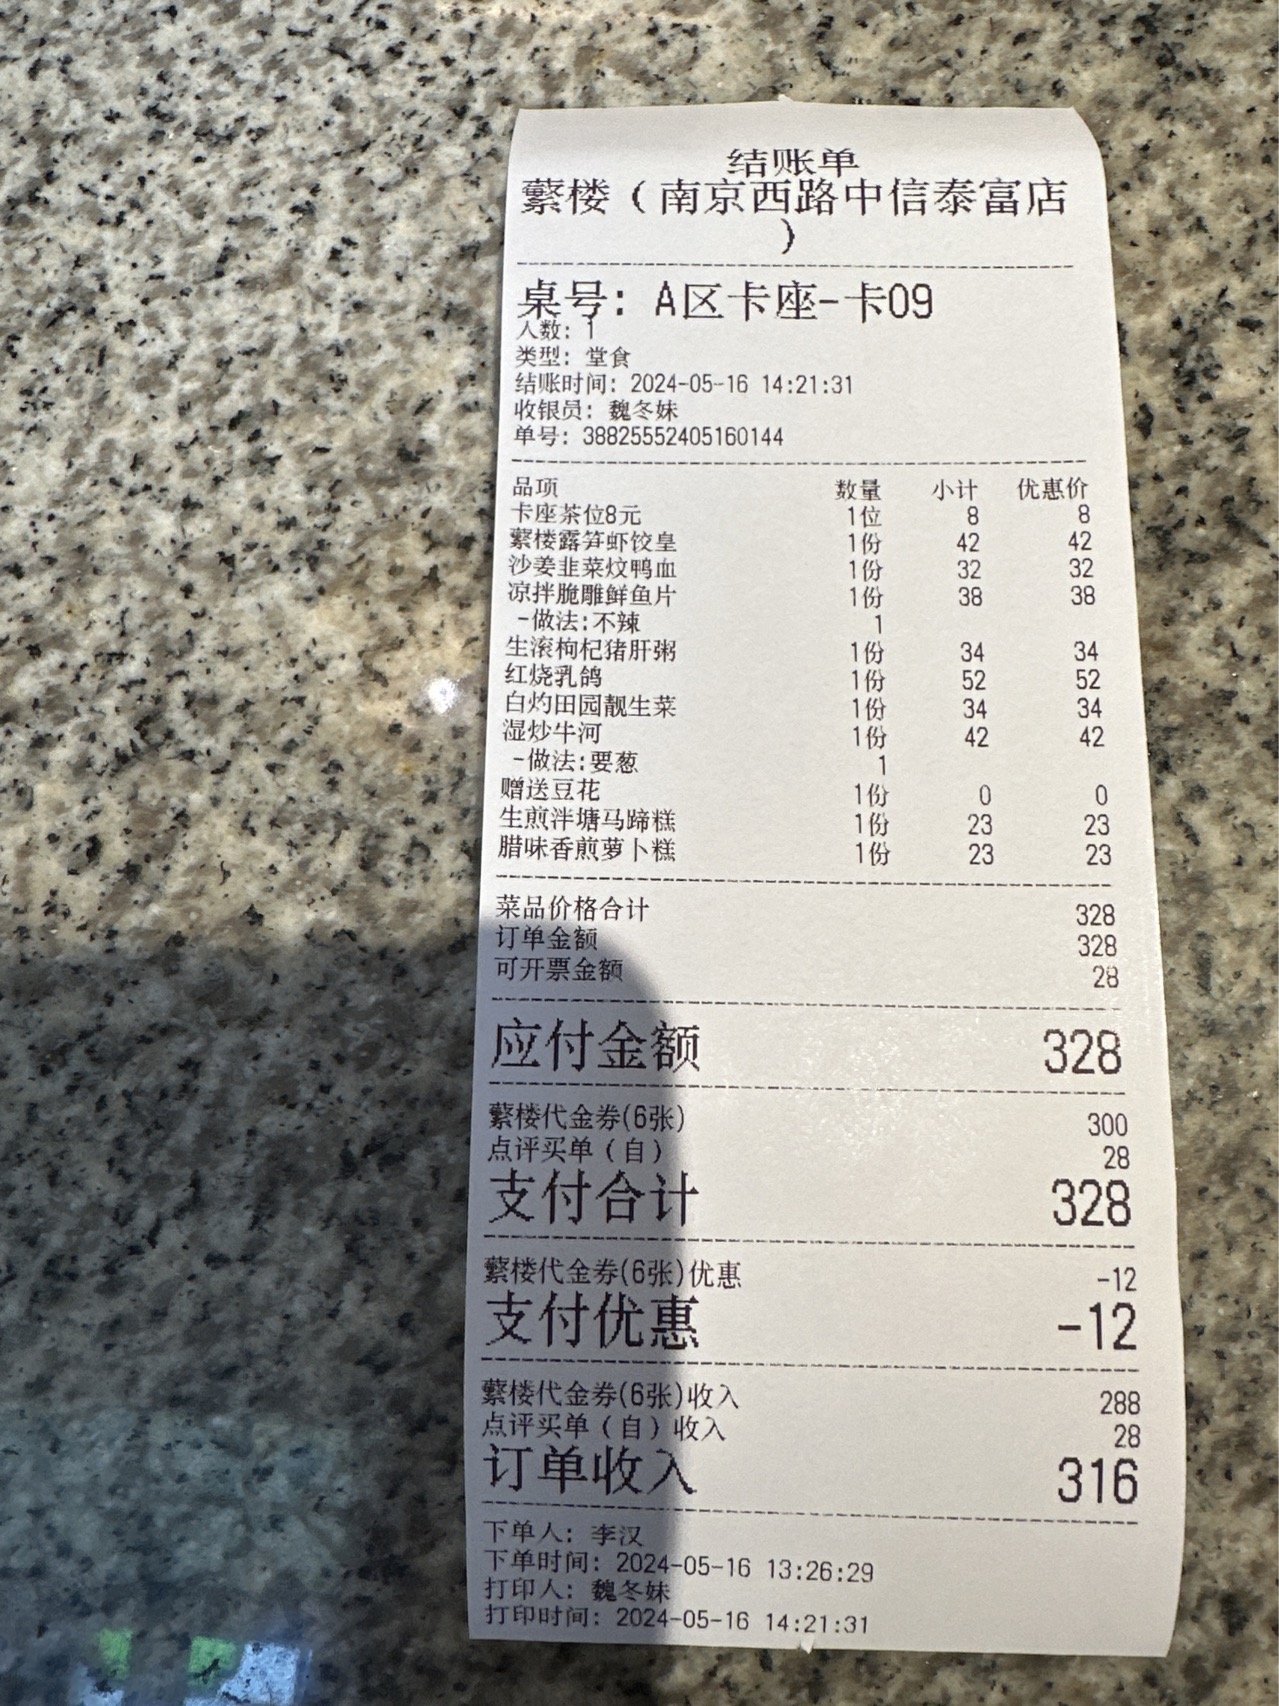 结账单
蘩楼（南京西路中信泰富店
）
桌号: A区卡座-卡09
人数: 1
类型: 堂食
结账时间: 2024-05-16 14:21:31
收银员: 魏冬妹
单号: 38825552405160144
品项 数量 小计 优惠价
卡座茶位8元 1位 8 8
蘩楼露笋虾饺皇 1份 42 42
沙姜韭菜炆鸭血 1份 32 32
凉拌脆雕鲜鱼片 1份 38 38
-做法:不辣 1
生滚枸杞猪肝粥 1份 34 34
红烧乳鸽 1份 52 52
白灼田园靓生菜 1份 34 34
湿炒牛河 1份 42 42
-做法:要葱 1
赠送豆花 1份 0 0
生煎泮塘马蹄糕 1份 23 23
腊味香煎萝卜糕 1份 23 23
菜品价格合计 328
订单金额 328
可开票金额 28
应付金额 328
蘩楼代金券(6张) 300
点评买单（自） 28
支付合计 328
蘩楼代金券(6张)优惠 -12
支付优惠 -12
蘩楼代金券(6张)收入 288
点评买单（自）收入 28
订单收入 316
下单人: 李汉
下单时间: 2024-05-16 13:26:29
打印人: 魏冬妹
打印时间: 2024-05-16 14:21:31